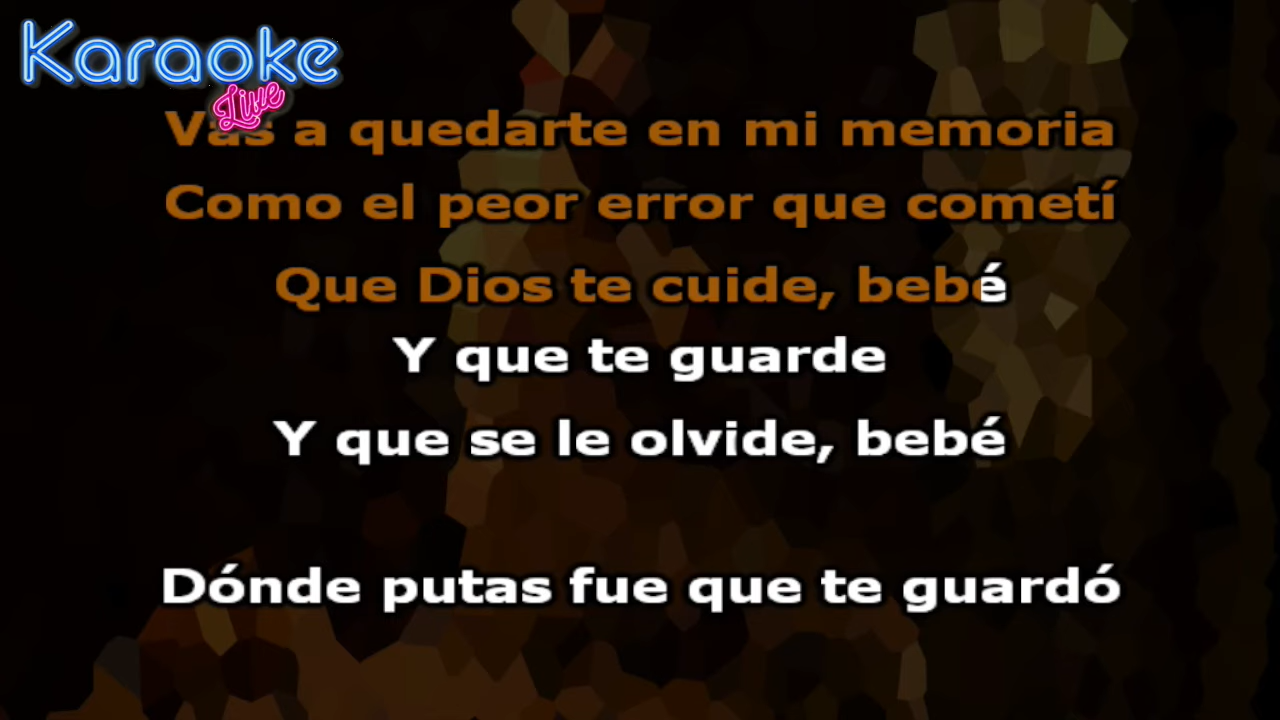 Karaoke
Live
Vas a quedarte en mi memoria
Como el peor error que cometí
Que Dios te cuide, bebé
Y que te guarde
Y que se le olvide, bebé
Dónde putas fue que te guardó